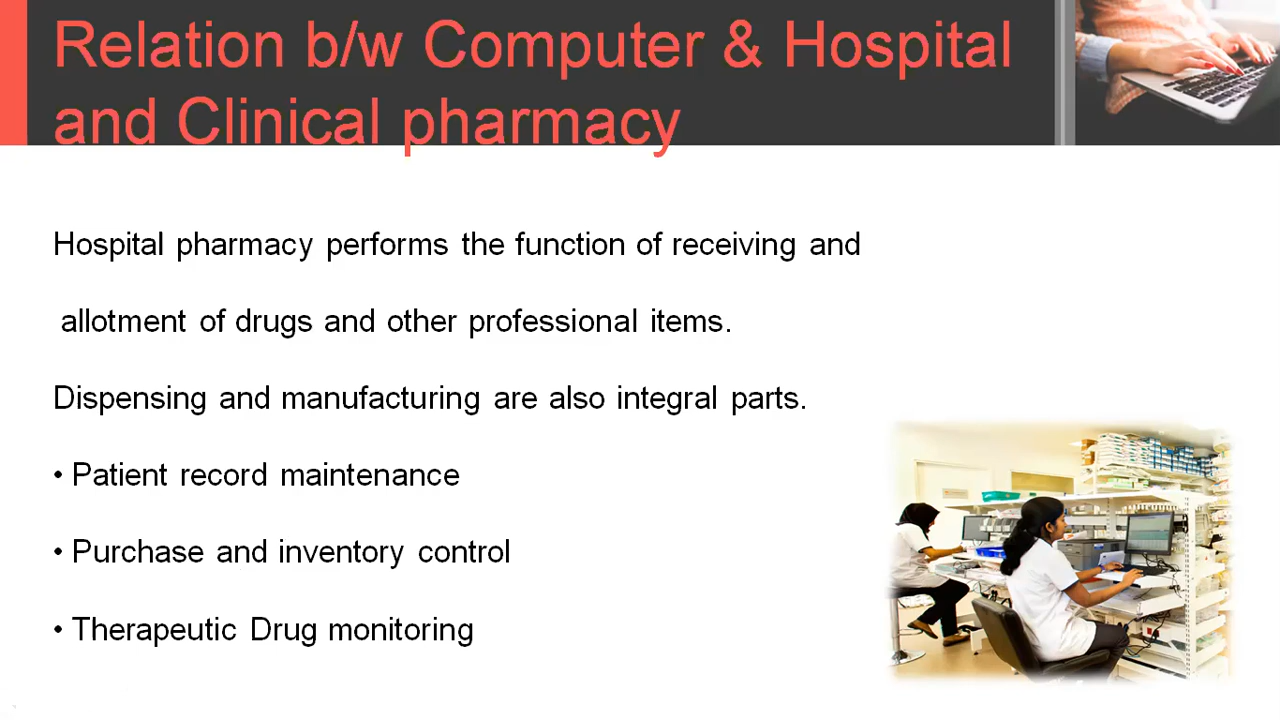 Relation b/w Computer & Hospital
and Clinical pharmacy
Hospital pharmacy performs the function of receiving and
allotment of drugs and other professional items.
Dispensing and manufacturing are also integral parts.
• Patient record maintenance
• Purchase and inventory control
• Therapeutic Drug monitoring